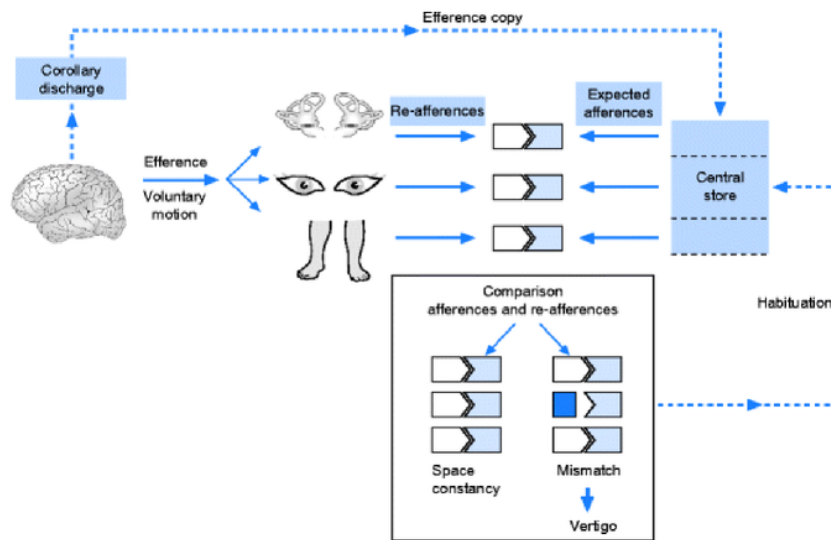 Efference copy
Corollary
discharge
Re-afferences
Expected
afferences
Efference
Voluntary
motion
Central
store
Comparison
afferences and re-afferences
Habituation
Space
constancy
Mismatch
Vertigo